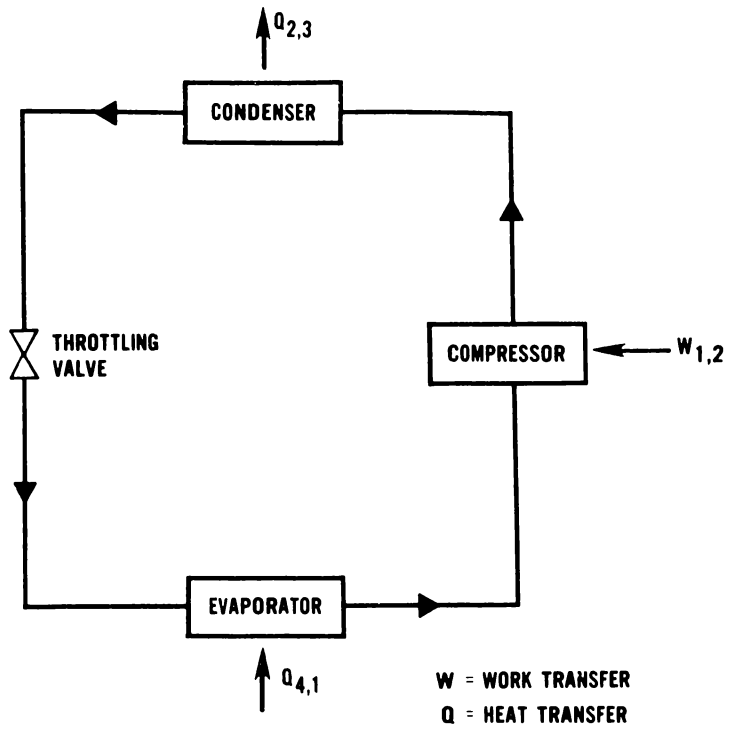 Q2,3
CONDENSER
THROTTLING
VALVE
COMPRESSOR
W1,2
EVAPORATOR
Q4,1
W = WORK TRANSFER
Q = HEAT TRANSFER